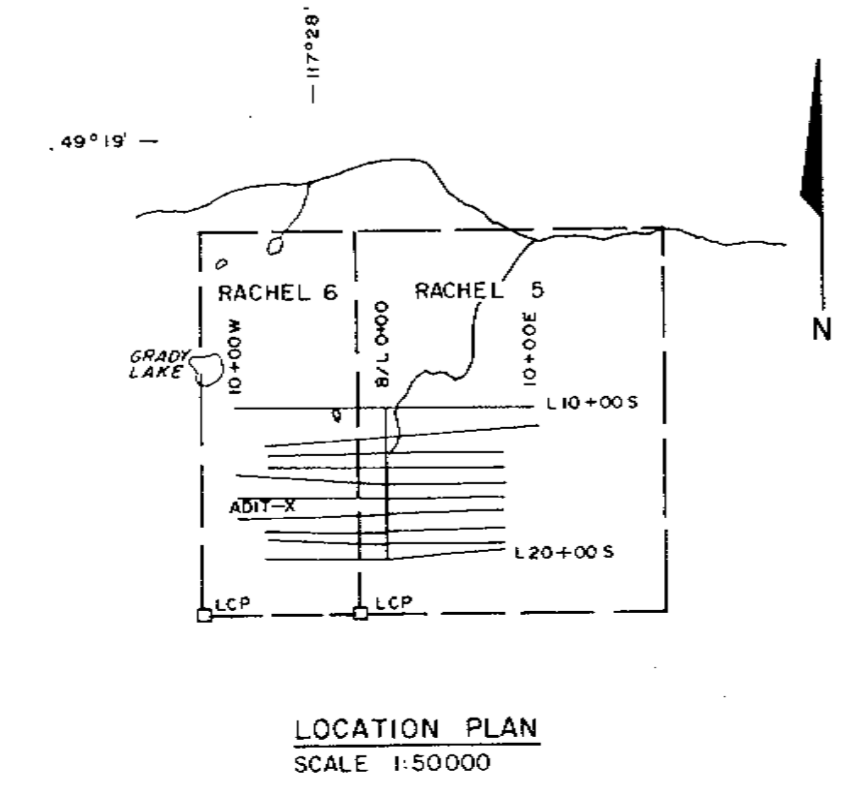 117°28'
49°19'
RACHEL 6
RACHEL 5
10+00W
B/L 0+00
10+00E
GRADY
LAKE
N
L10+00S
ADIT-X
L20+00S
LCP
LCP
LOCATION PLAN
SCALE 1:50000